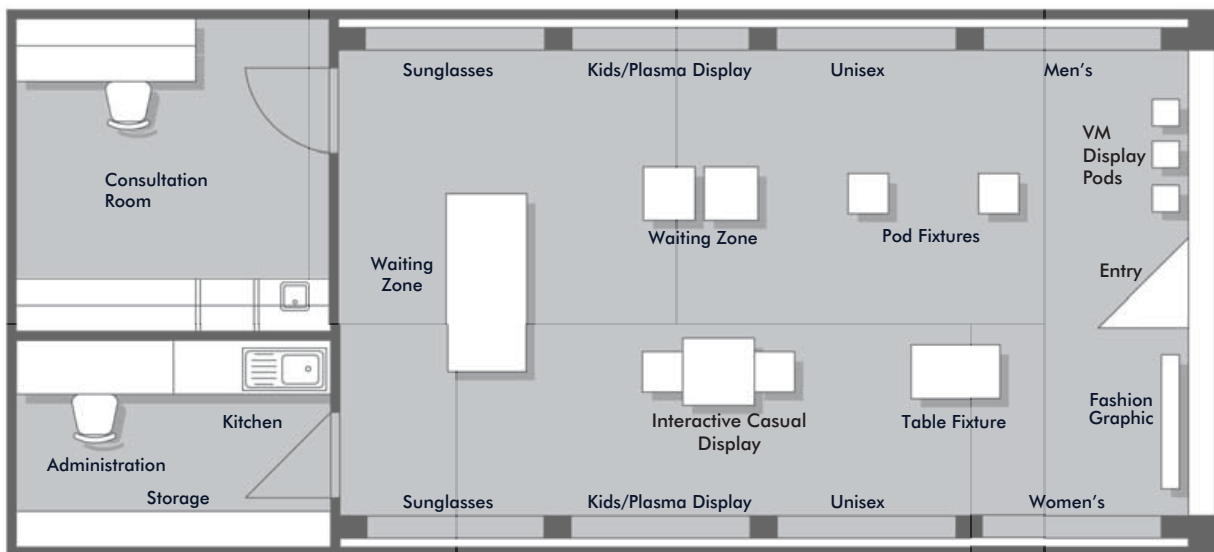 Sunglasses
Kids/Plasma Display
Unisex
Men's
VM
Display
Pods
Consultation
Room
Waiting Zone
Pod Fixtures
Waiting
Zone
Entry
Interactive Casual
Display
Table Fixture
Fashion
Graphic
Kitchen
Administration
Storage
Sunglasses
Kids/Plasma Display
Unisex
Women's